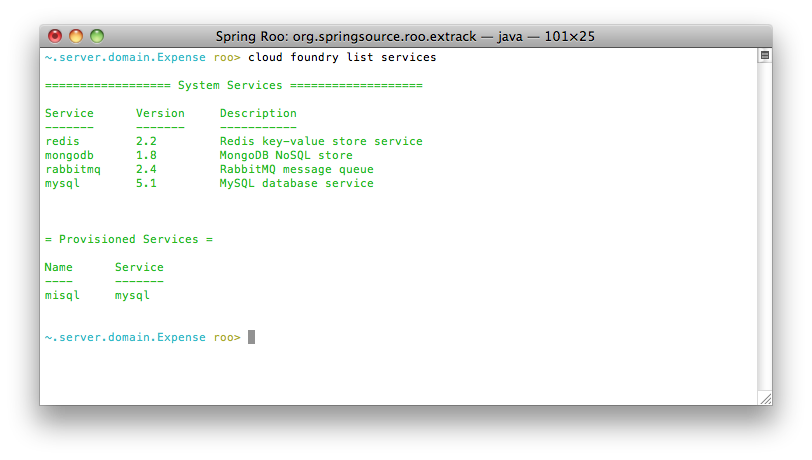 Spring Roo: org.springsource.roo.extrack — java — 101×25
~.server.domain.Expense roo> cloud foundry list services
================== System Services ===================
Service      Version     Description
-------      -------     -----------
redis        2.2         Redis key-value store service
mongodb      1.8         MongoDB NoSQL store
rabbitmq     2.4         RabbitMQ message queue
mysql        5.1         MySQL database service
= Provisioned Services =
Name      Service
----      -------
misql     mysql
~.server.domain.Expense roo>